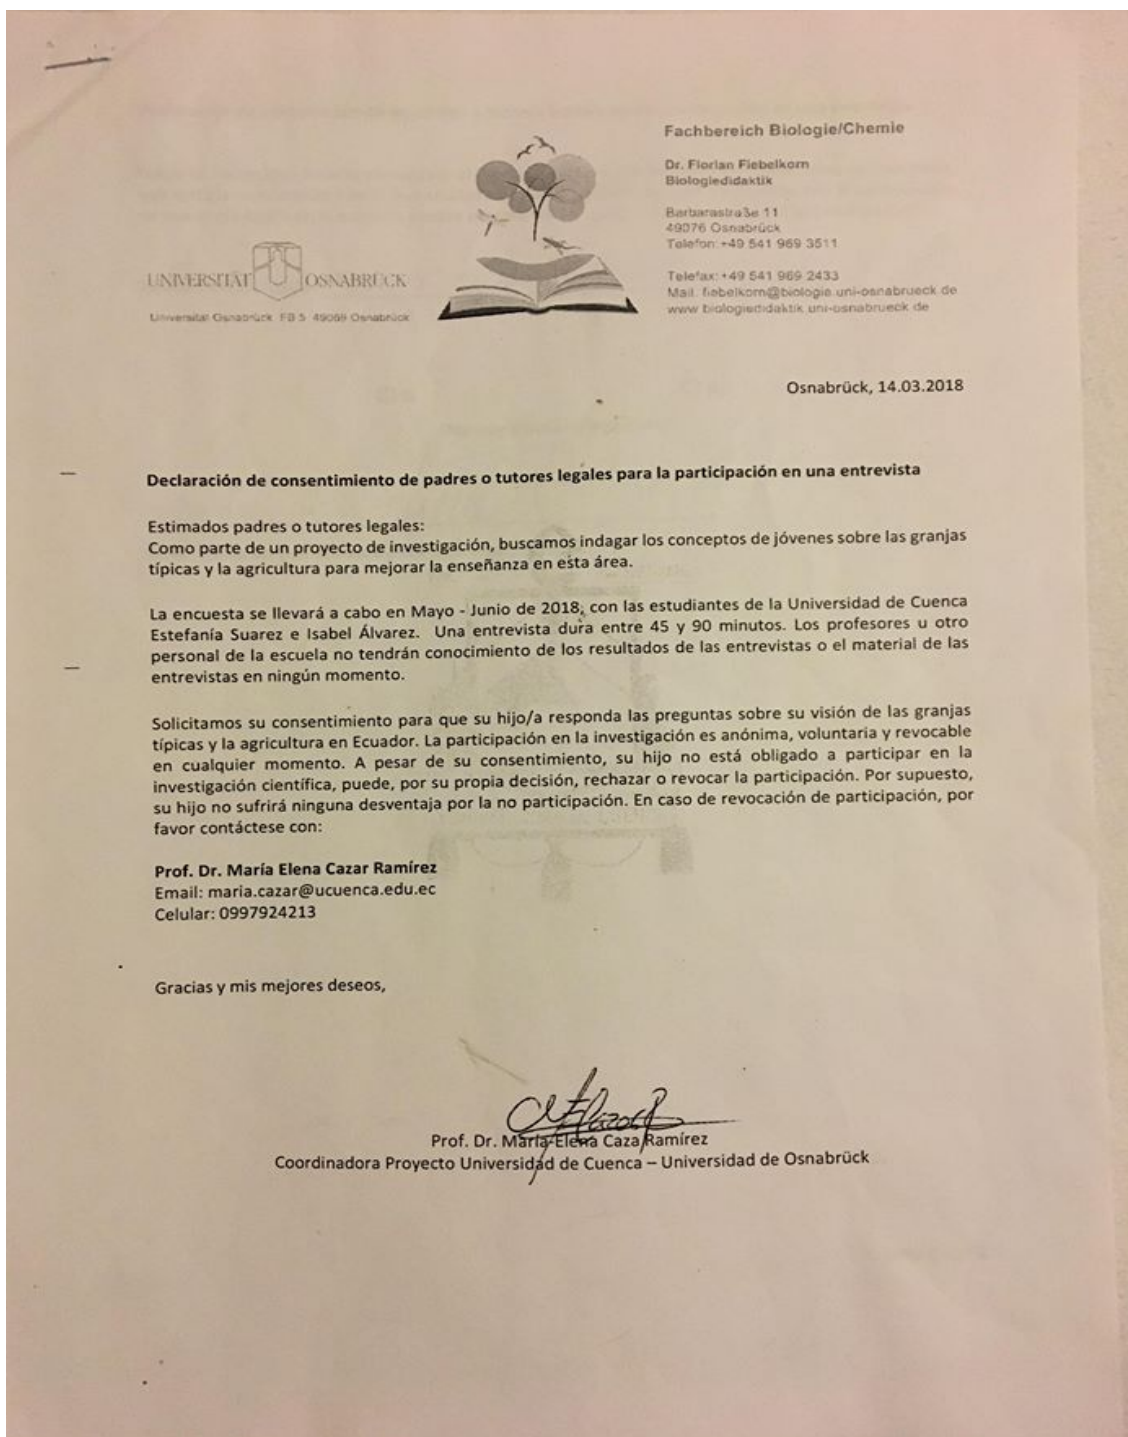 Fachbereich Biologie/Chemie
Dr. Florian Fiebelkorn
Biologiedidaktik
Barbarastraße 11
49076 Osnabrück
Telefon: +49 541 969 3511
Telefax: +49 541 969 2433
Mail: fiebelkorn@biologie.uni-osnabrueck.de
www.biologiedidaktik.uni-osnabrueck.de
UNIVERSITÄT OSNABRÜCK
Universität Osnabrück FB 5 49069 Osnabrück
Osnabrück, 14.03.2018
Declaración de consentimiento de padres o tutores legales para la participación en una entrevista
Estimados padres o tutores legales:
Como parte de un proyecto de investigación, buscamos indagar los conceptos de jóvenes sobre las granjas
típicas y la agricultura para mejorar la enseñanza en esta área.
La encuesta se llevará a cabo en Mayo - Junio de 2018, con las estudiantes de la Universidad de Cuenca
Estefanía Suarez e Isabel Álvarez. Una entrevista dura entre 45 y 90 minutos. Los profesores u otro
personal de la escuela no tendrán conocimiento de los resultados de las entrevistas o el material de las
entrevistas en ningún momento.
Solicitamos su consentimiento para que su hijo/a responda las preguntas sobre su visión de las granjas
típicas y la agricultura en Ecuador. La participación en la investigación es anónima, voluntaria y revocable
en cualquier momento. A pesar de su consentimiento, su hijo no está obligado a participar en la
investigación científica, puede, por su propia decisión, rechazar o revocar la participación. Por supuesto,
su hijo no sufrirá ninguna desventaja por la no participación. En caso de revocación de participación, por
favor contáctese con:
Prof. Dr. María Elena Cazar Ramírez
Email: maria.cazar@ucuenca.edu.ec
Celular: 0997924213
Gracias y mis mejores deseos,
Prof. Dr. María Elena Caza Ramírez
Coordinadora Proyecto Universidad de Cuenca – Universidad de Osnabrück